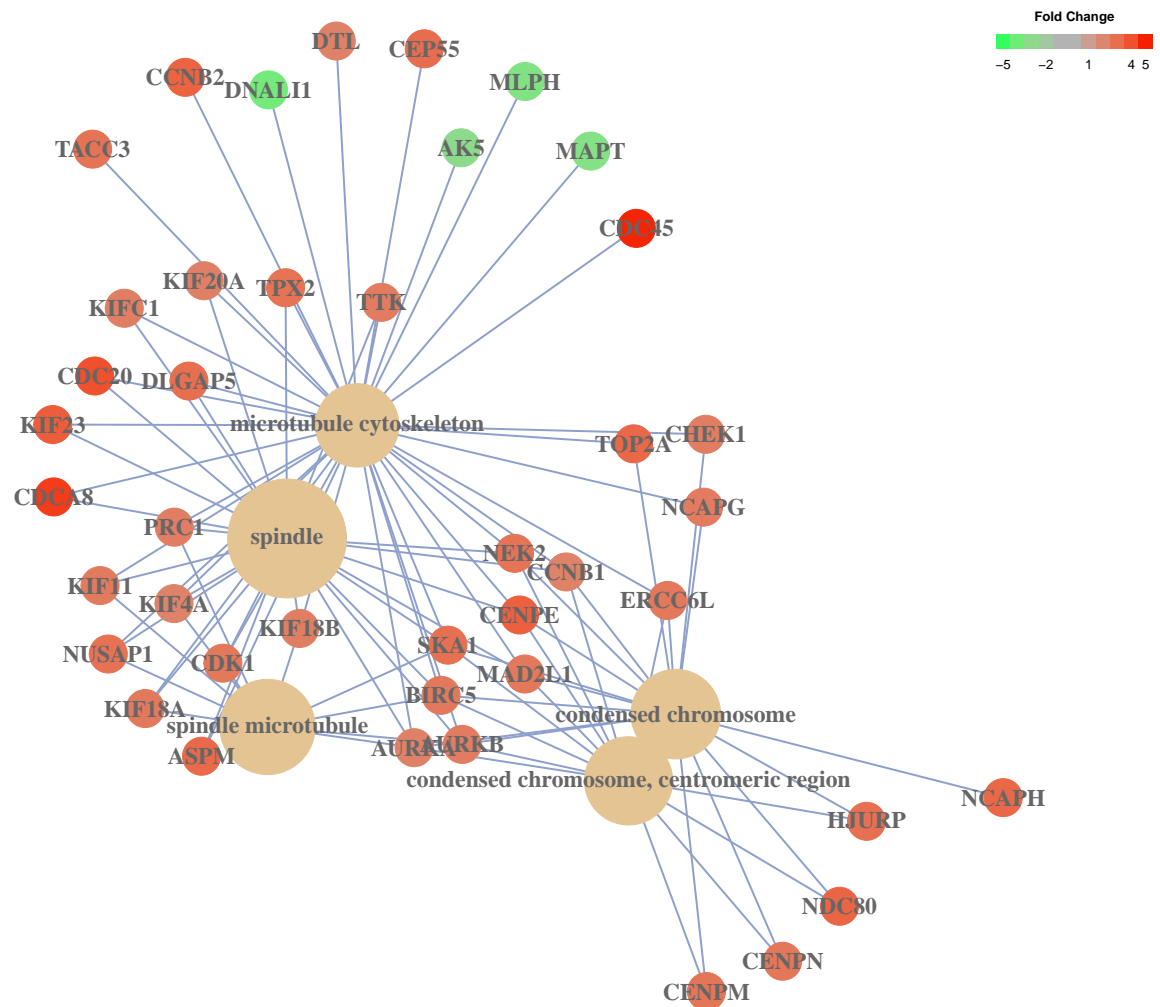 Fold Change
−5 −2 1 4 5
DTL
CEP55
CCNB2
DNALI1
MLPH
TACC3
AK5
MAPT
CDC45
KIF20A
TPX2
TTK
KIFC1
CDC20
DLGAP5
KIF23
microtubule cytoskeleton
TOP2A
CHEK1
CDCA8
NCAPG
PRC1
spindle
NEK2
CCNB1
KIF11
KIF4A
ERCC6L
CENPE
KIF18B
NUSAP1
CDK1
SKA1
MAD2L1
BIRC5
KIF18A
spindle microtubule
condensed chromosome
ASPM
AURKA
AURKB
condensed chromosome, centromeric region
NCAPH
HJURP
NDC80
CENPN
CENPM